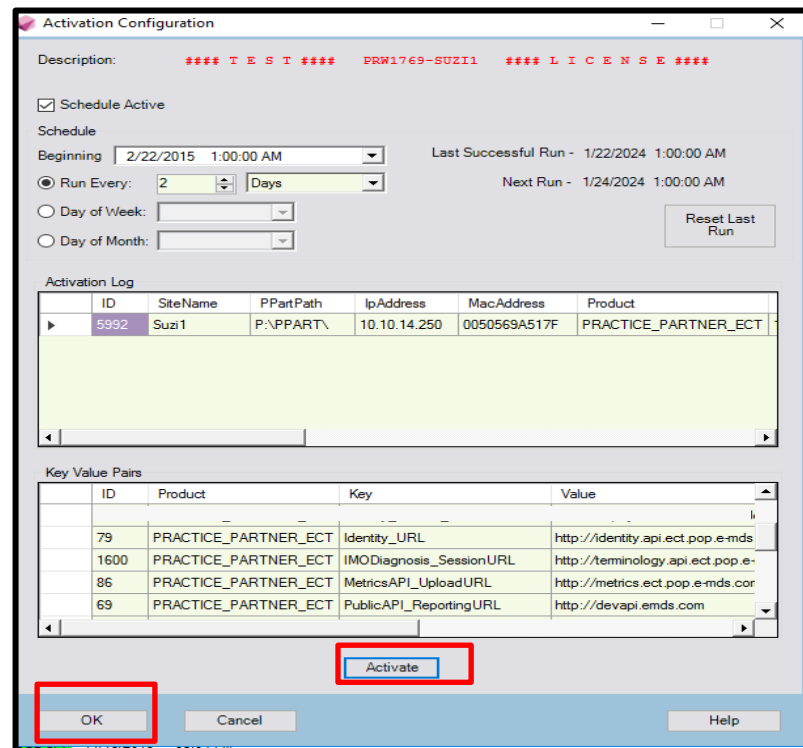 Activation Configuration
Description: #### T E S T #### PRW1769-SUZI1 #### L I C E N S E ####
Schedule Active
Schedule
Beginning 2/22/2015 1:00:00 AM Last Successful Run - 1/22/2024 1:00:00 AM
Run Every: 2 Days Next Run - 1/24/2024 1:00:00 AM
Day of Week:
Day of Month:
Reset Last
Run
Activation Log
ID SiteName PPartPath IpAddress MacAddress Product
5992 Suzi1 P:\PPART\ 10.10.14.250 0050569A517F PRACTICE_PARTNER_ECT
Key Value Pairs
ID Product Key Value
79 PRACTICE_PARTNER_ECT Identity_URL http://identity.api.ect.pop.e-mds
1600 PRACTICE_PARTNER_ECT IMODiagnosis_SessionURL http://terminology.api.ect.pop.e-
86 PRACTICE_PARTNER_ECT MetricsAPI_UploadURL http://metrics.ect.pop.e-mds.cor
69 PRACTICE_PARTNER_ECT PublicAPI_ReportingURL http://devapi.emds.com
Activate
OK Cancel Help